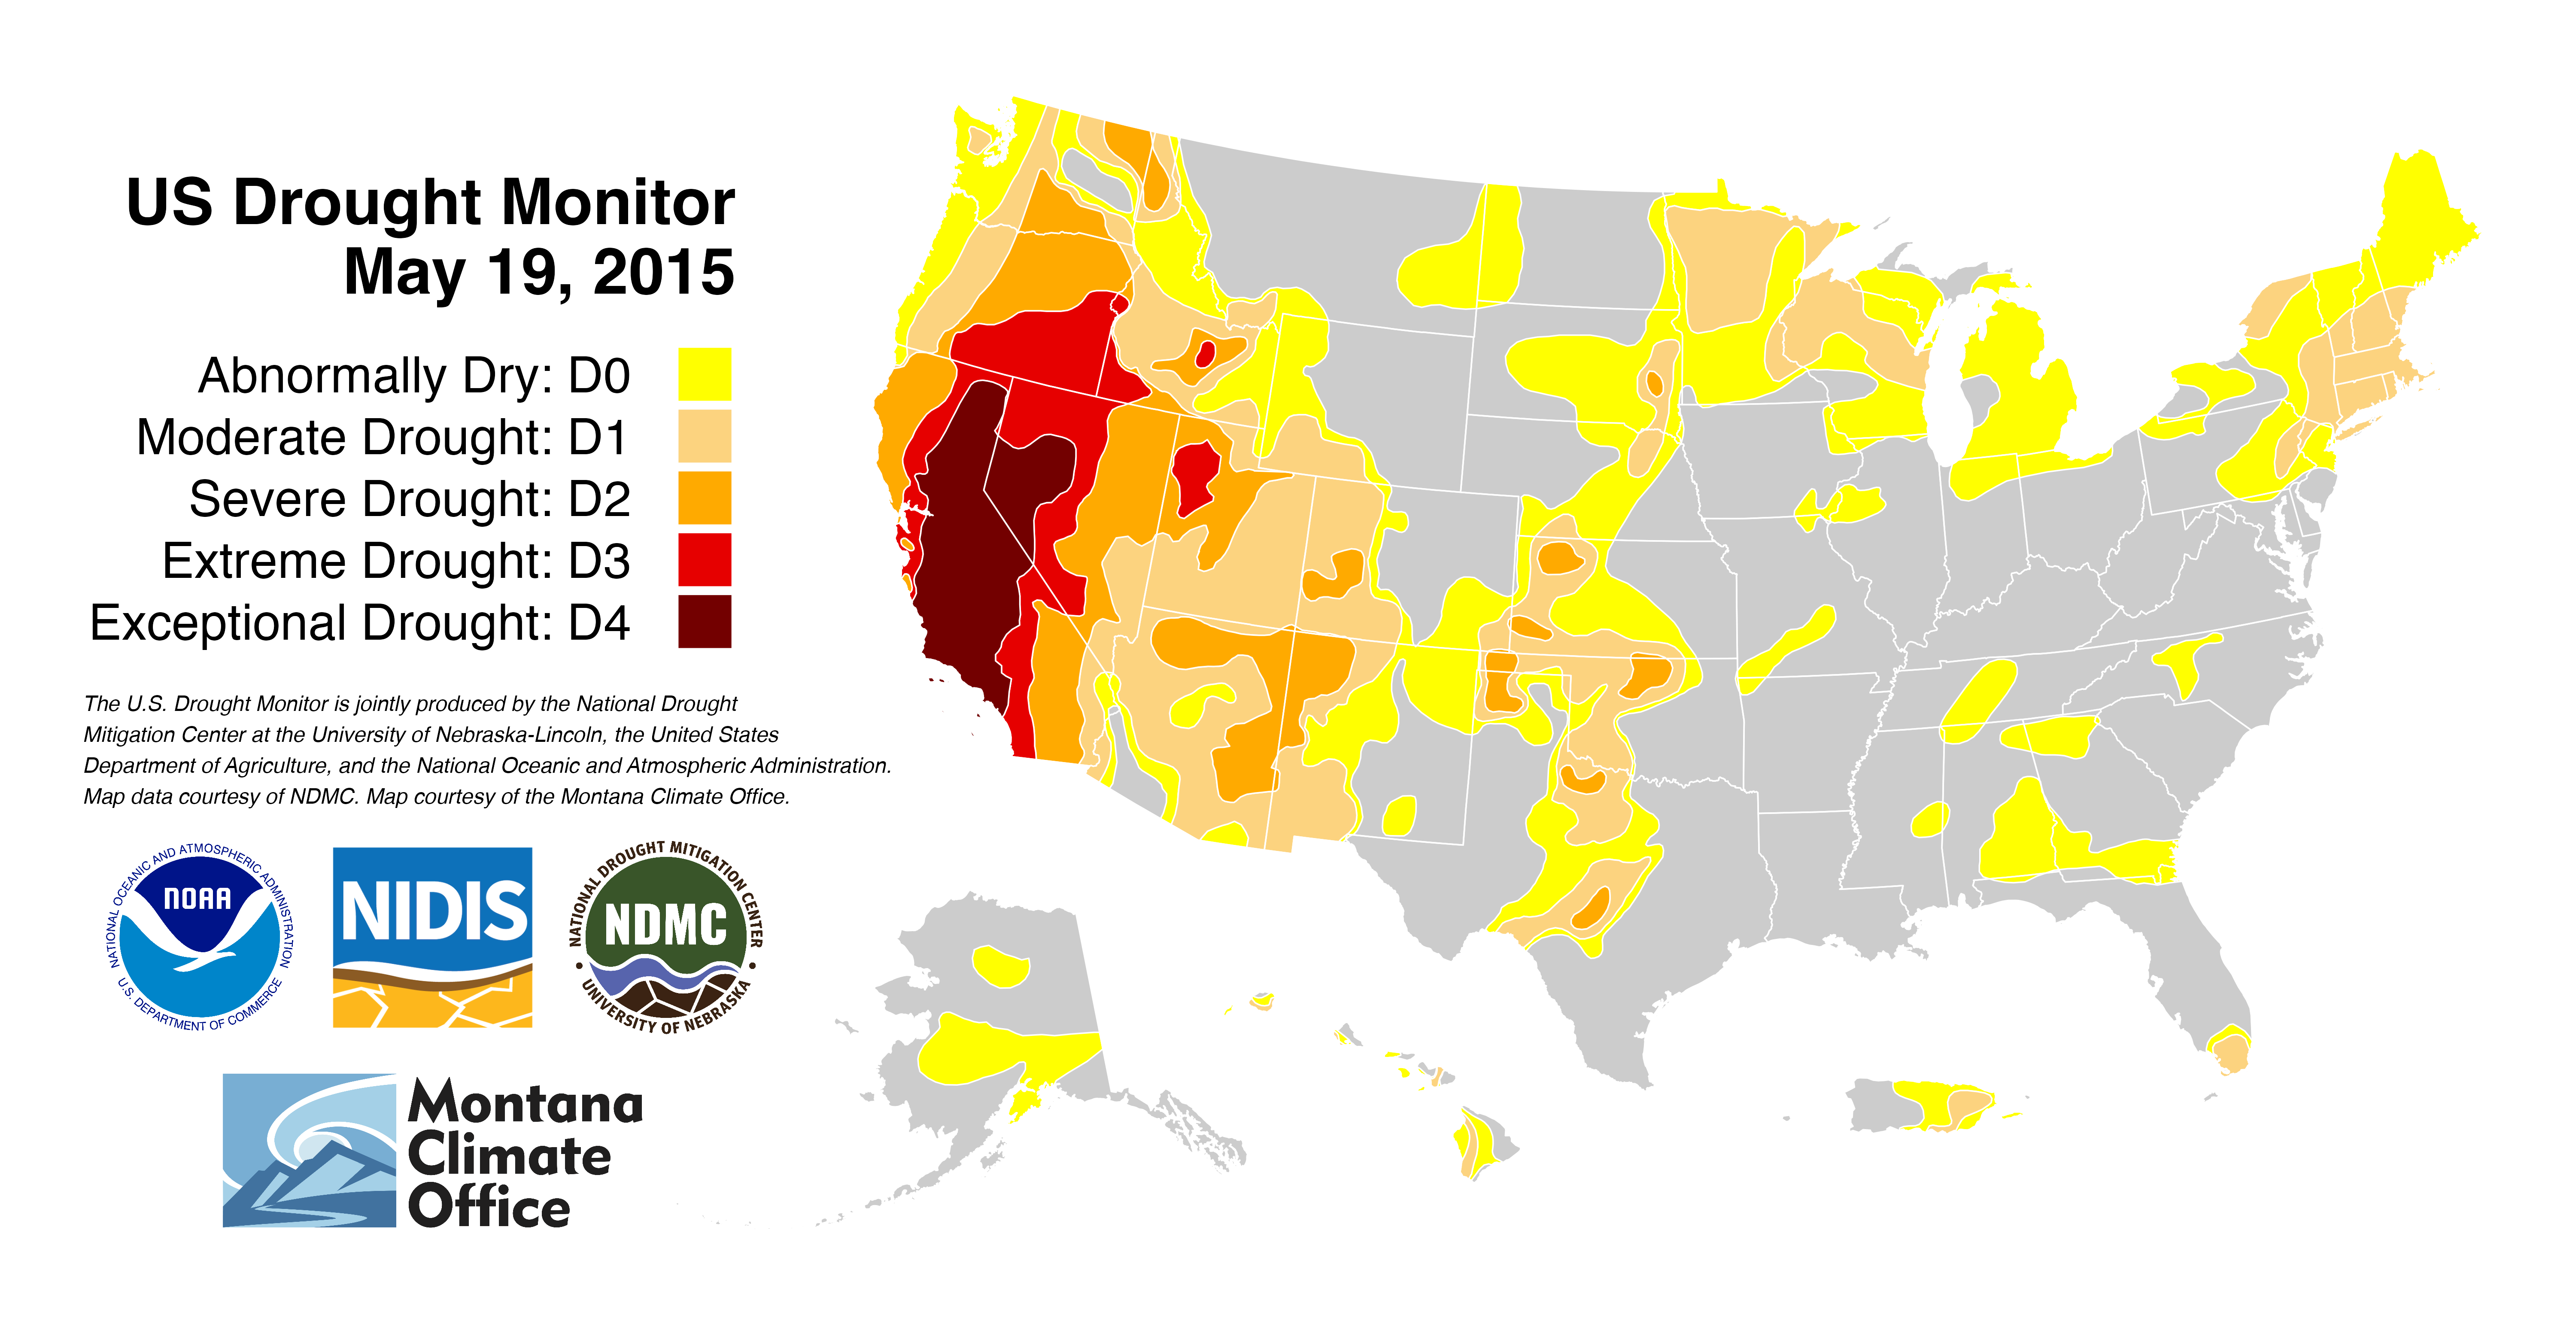 US Drought Monitor
May 19, 2015
Abnormally Dry: D0
Moderate Drought: D1
Severe Drought: D2
Extreme Drought: D3
Exceptional Drought: D4
The U.S. Drought Monitor is jointly produced by the National Drought
Mitigation Center at the University of Nebraska-Lincoln, the United States
Department of Agriculture, and the National Oceanic and Atmospheric Administration.
Map data courtesy of NDMC. Map courtesy of the Montana Climate Office.
NATIONAL OCEANIC AND ATMOSPHERIC ADMINISTRATION
NOAA
U.S. DEPARTMENT OF COMMERCE
NIDIS
NATIONAL DROUGHT MITIGATION CENTER
NDMC
UNIVERSITY OF NEBRASKA
Montana
Climate
Office